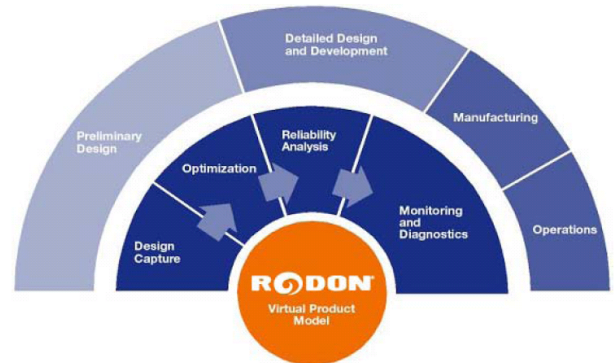 Detailed Design
and Development
Preliminary
Design
Manufacturing
Operations
Reliability
Analysis
Optimization
Design
Capture
Monitoring
and
Diagnostics
RODON®
Virtual Product
Model